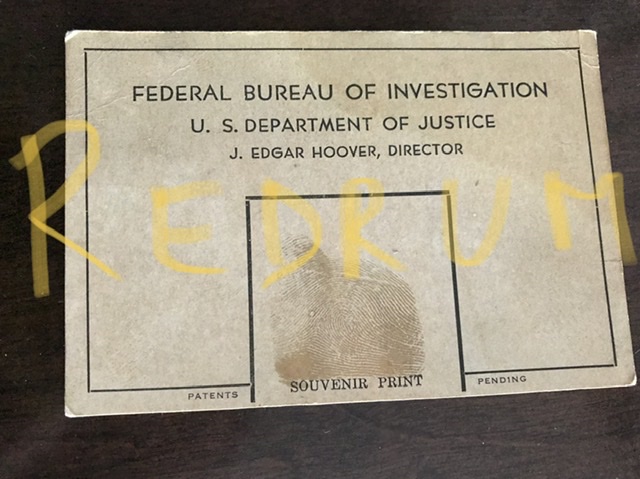 FEDERAL BUREAU OF INVESTIGATION
U. S. DEPARTMENT OF JUSTICE
J. EDGAR HOOVER, DIRECTOR
REDRUM
SOUVENIR PRINT
PATENTS
PENDING